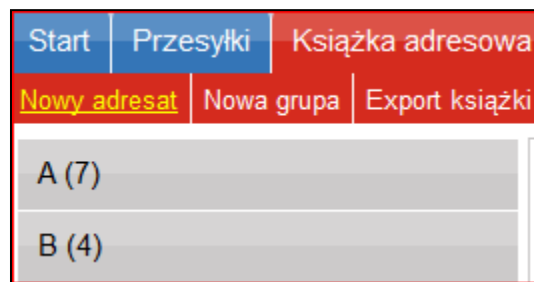 Start Przesyłki Książka adresowa
Nowy adresat Nowa grupa Export książki
A (7)
B (4)